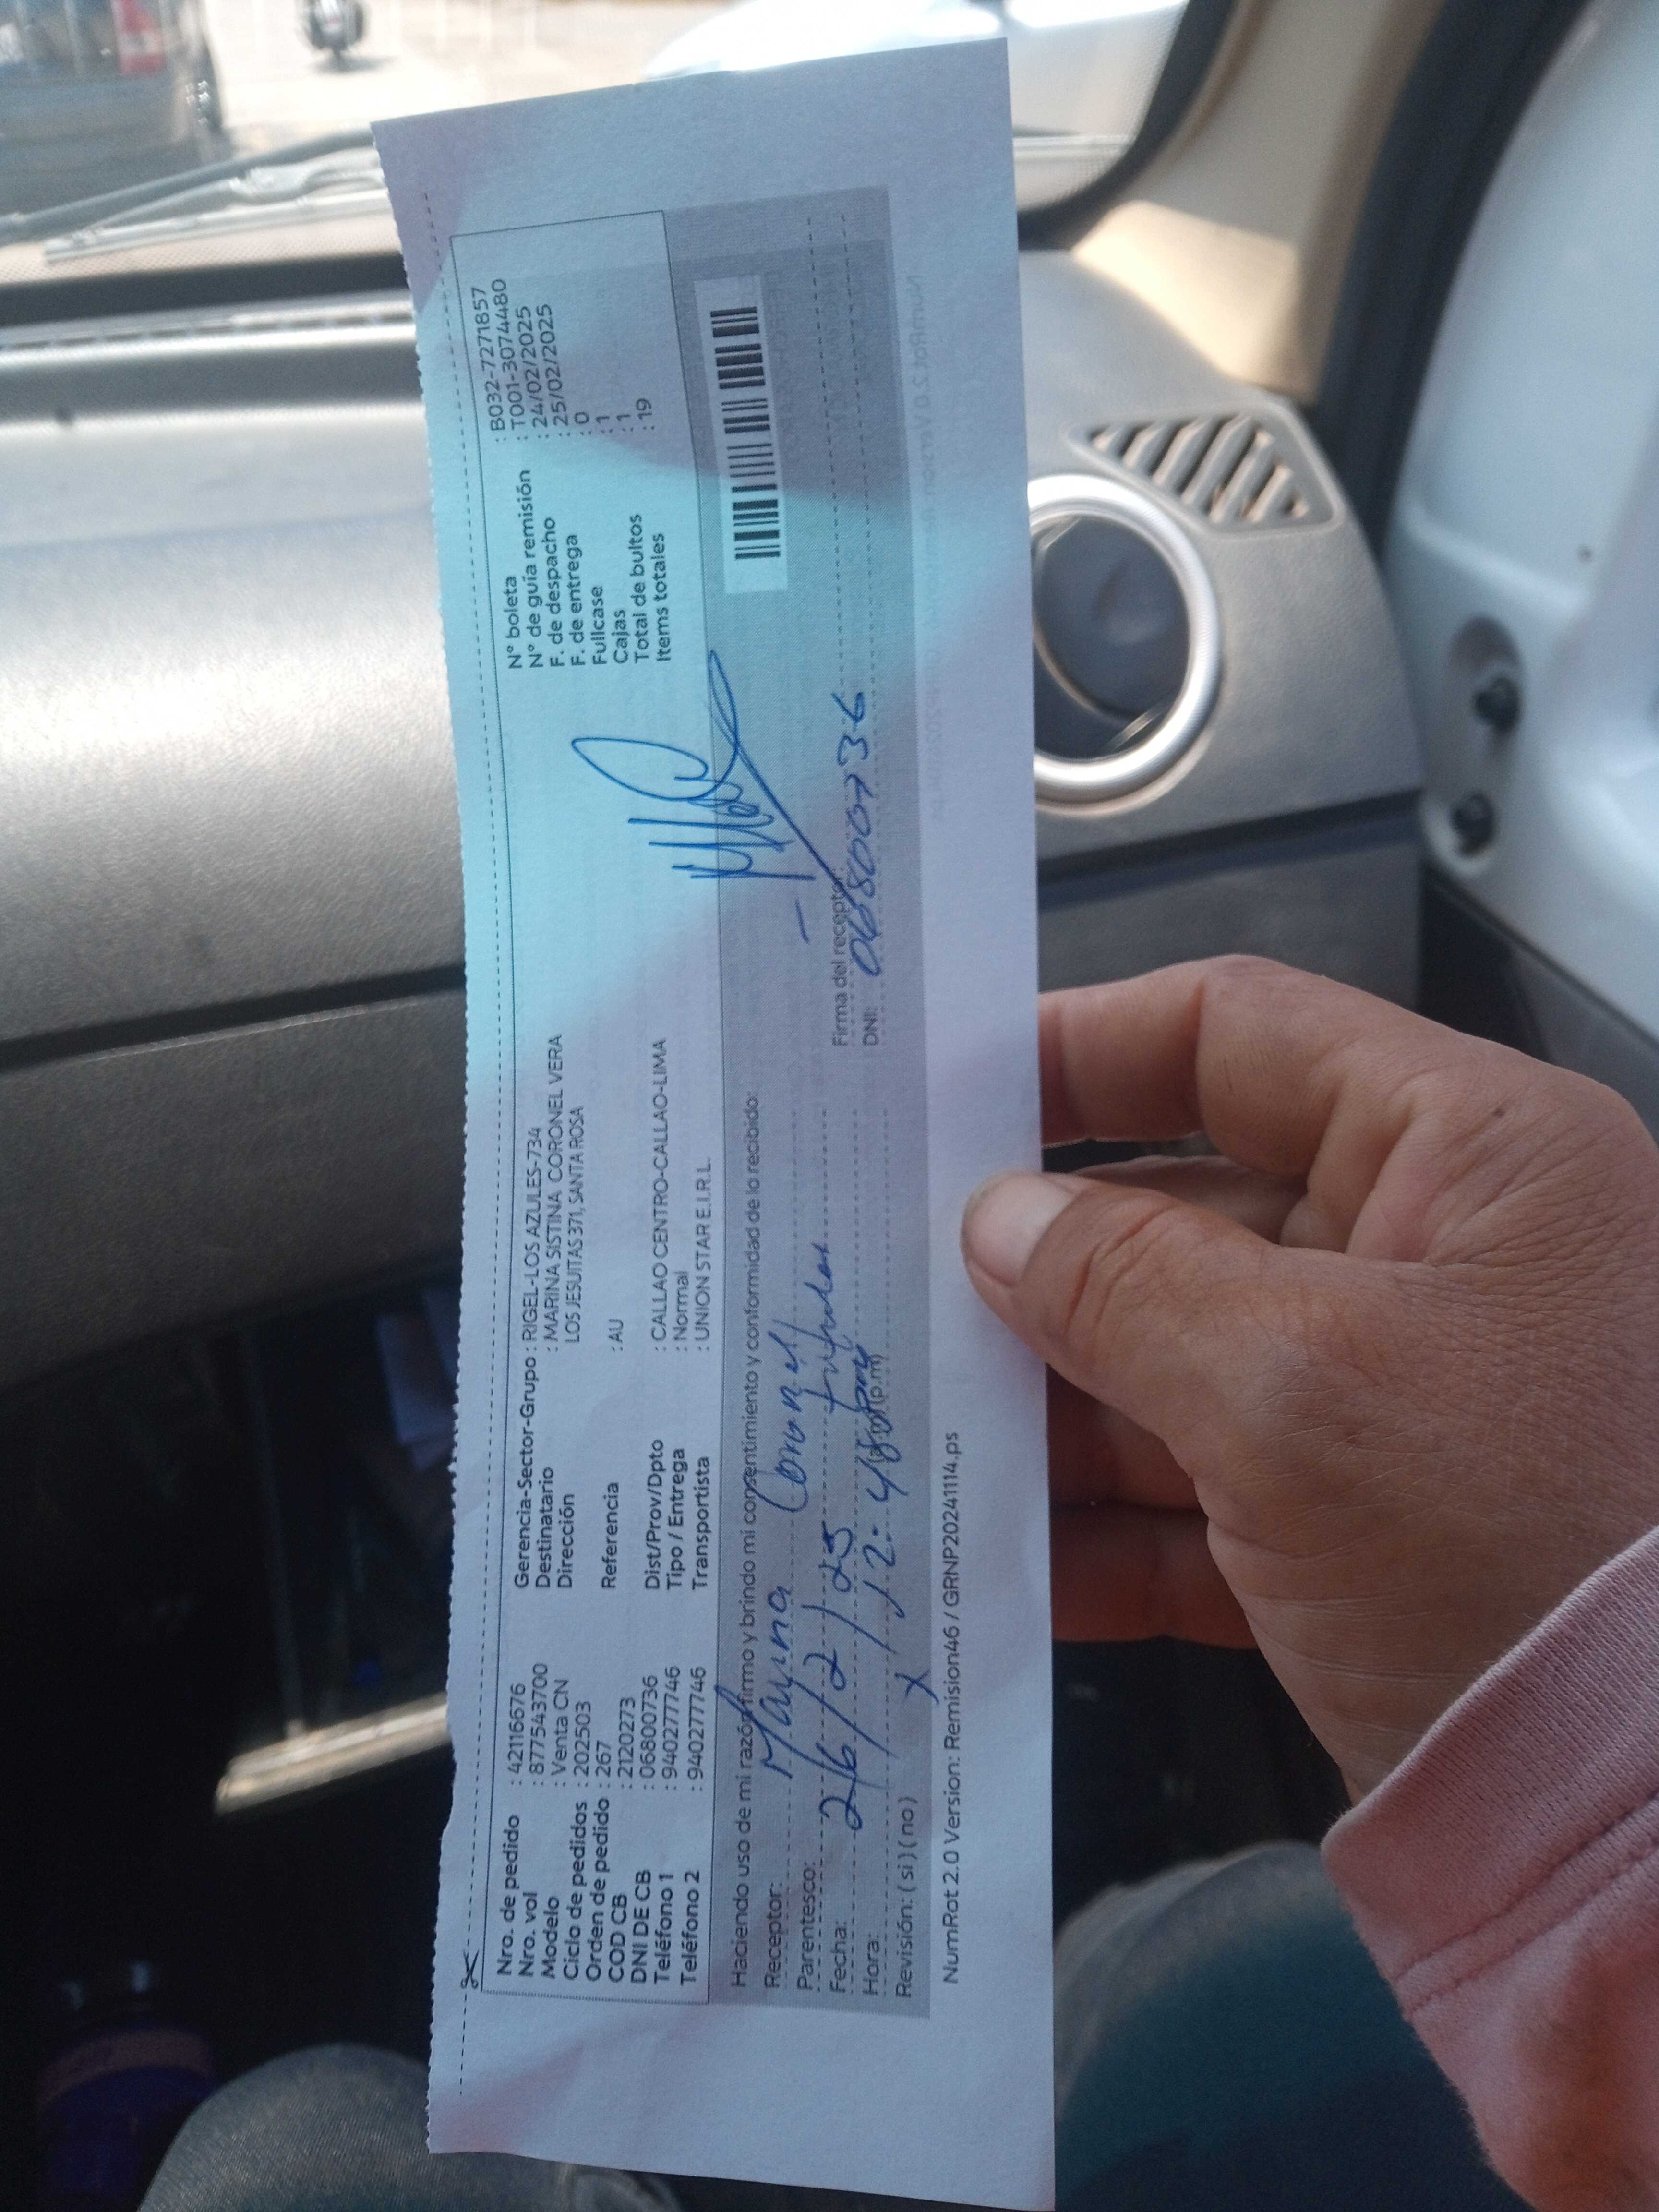 Nro. de pedido : 42116676
Nro. vol : 877543700
Modelo : Venta CN
Ciclo de pedidos : 202503
Orden de pedido : 267
COD CB : 2120273
DNI DE CB : 06800736
Teléfono 1 : 940277746
Teléfono 2 : 940277746
Gerencia-Sector-Grupo : RIGEL-LOS AZULES-734
Destinatario : MARINA SISTINA CORONEL VERA
Dirección LOS JESUITAS 371, SANTA ROSA
Referencia : AU
Dist/Prov/Dpto : CALLAO CENTRO-CALLAO-LIMA
Tipo / Entrega : Normal
Transportista : UNION STAR E.I.R.L.
N° boleta : B032-7271857
N° de guía remisión : T001-3074480
F. de despacho : 24/02/2025
F. de entrega : 25/02/2025
Fullcase : 0
Cajas : 1
Total de bultos : 1
Items totales : 19
Haciendo uso de mi razón firmo y brindo mi consentimiento y conformidad de lo recibido:
Receptor: Marina Coronel
Parentesco: titular
Fecha: 26/2/25
Hora: 12:48 pm (a.m) (p.m)
Revisión: ( si ) ( no ) X
Firma del receptor
DNI: 06800736
NumRot 2.0 Version: Remision46 / GRNP20241114.ps